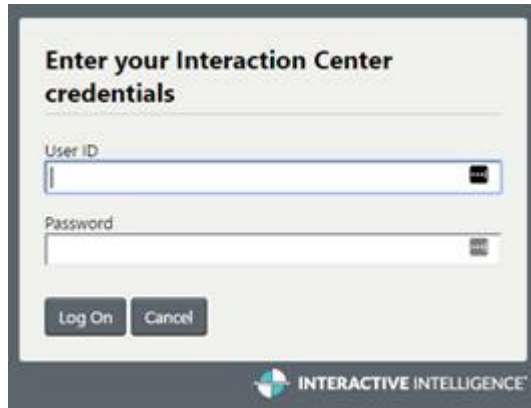 Enter your Interaction Center
credentials
User ID
Password
Log On Cancel
INTERACTIVE INTELLIGENCE